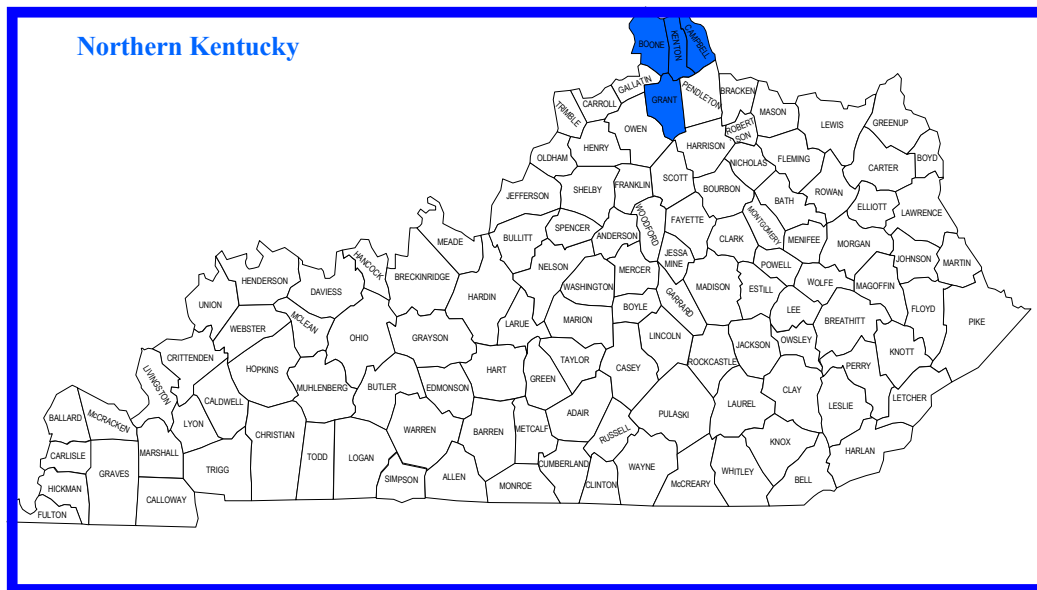 Northern Kentucky
BOONE
KENTON
CAMPBELL
GALLATIN
GRANT
PENDLETON
BRACKEN
TRIMBLE
CARROLL
OWEN
ROBERT
SON
MASON
LEWIS
GREENUP
OLDHAM
HENRY
HARRISON
NICHOLAS
FLEMING
CARTER
BOYD
JEFFERSON
SHELBY
FRANKLIN
SCOTT
BOURBON
BATH
ROWAN
ELLIOTT
LAWRENCE
MEADE
BULLITT
SPENCER
ANDERSON
WOODFORD
FAYETTE
CLARK
MONTGOMERY
MENIFEE
MORGAN
HANCOCK
BRECKINRIDGE
NELSON
MERCER
JESSA
MINE
POWELL
JOHNSON
MARTIN
HENDERSON
DAVIESS
HARDIN
WASHINGTON
GARRARD
MADISON
ESTILL
WOLFE
MAGOFFIN
UNION
WEBSTER
MCLEAN
OHIO
GRAYSON
LARUE
MARION
BOYLE
LINCOLN
LEE
BREATHITT
FLOYD
PIKE
CRITTENDEN
LIVINGSTON
HOPKINS
MUHLENBERG
BUTLER
EDMONSON
HART
GREEN
TAYLOR
CASEY
ROCKCASTLE
JACKSON
OWSLEY
PERRY
KNOTT
BALLARD
McCRACKEN
LYON
CALDWELL
CHRISTIAN
WARREN
BARREN
METCALF
ADAIR
RUSSELL
PULASKI
LAUREL
CLAY
LESLIE
LETCHER
CARLISLE
GRAVES
MARSHALL
TRIGG
TODD
LOGAN
SIMPSON
ALLEN
MONROE
CUMBERLAND
CLINTON
WAYNE
McCREARY
WHITLEY
KNOX
BELL
HARLAN
HICKMAN
FULTON
CALLOWAY